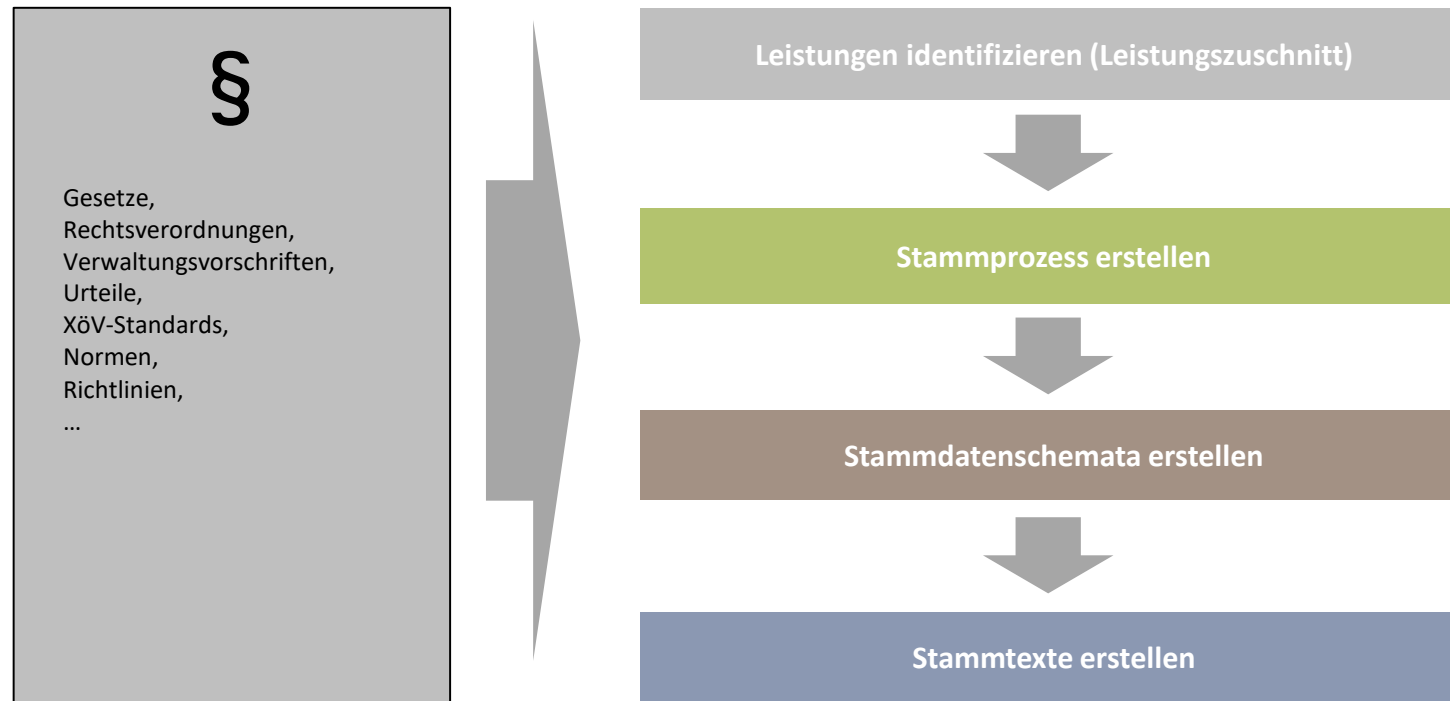 §
Gesetze,
Rechtsverordnungen,
Verwaltungsvorschriften,
Urteile,
XöV-Standards,
Normen,
Richtlinien,
...
Leistungen identifizieren (Leistungszuschnitt)
Stammprozess erstellen
Stammdatenschemata erstellen
Stammtexte erstellen